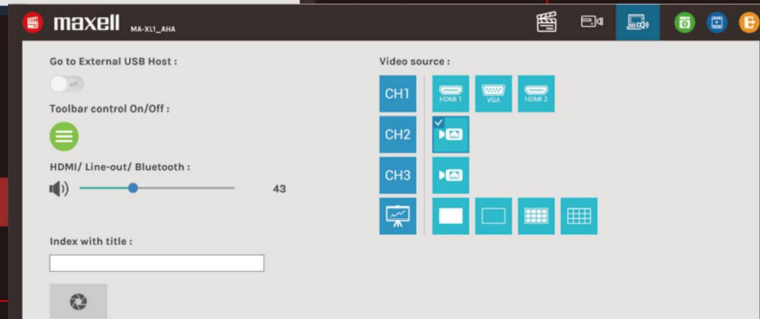 maxell MA-XL1_AHA
Go to External USB Host :
Off
Toolbar control On/Off :
HDMI/ Line-out/ Bluetooth :
43
Index with title :
Video source :
CH1
HDMI 1
VGA
HDMI 2
CH2
CH3